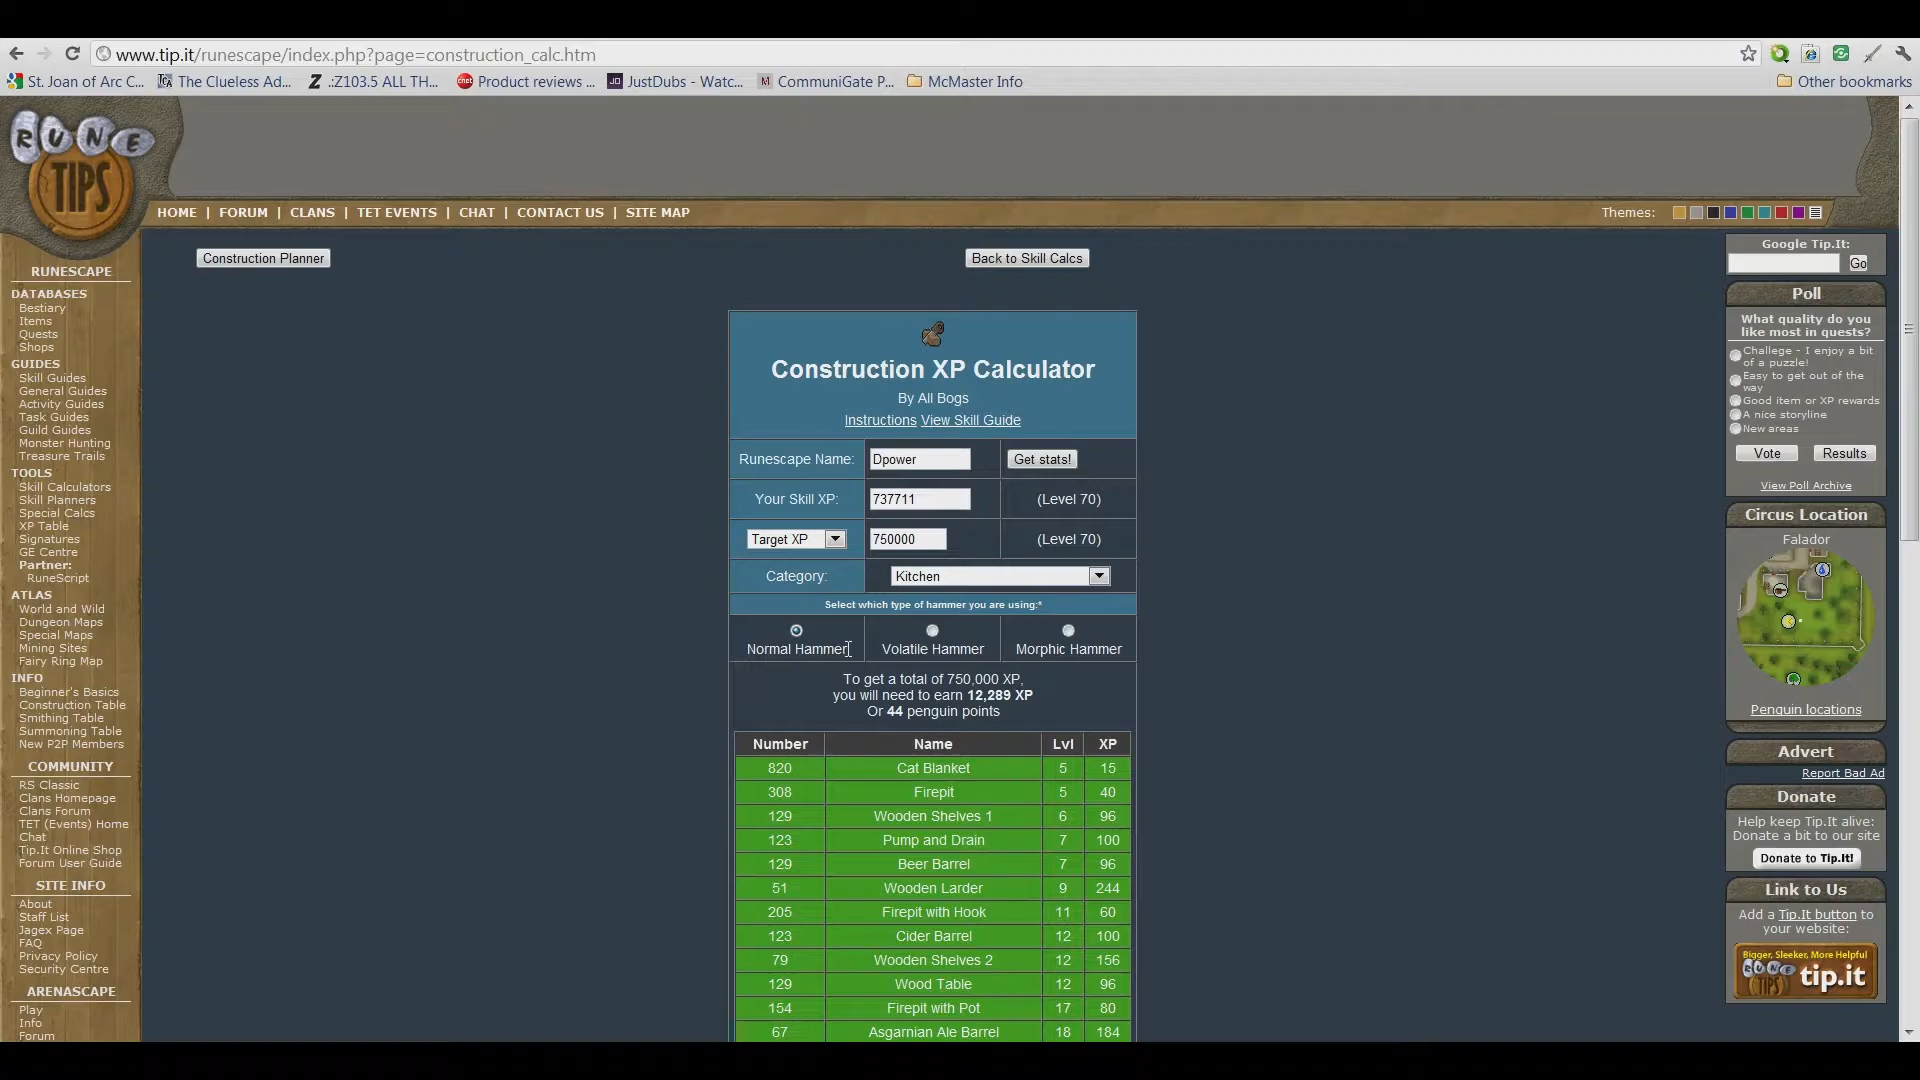 www.tip.it/runescape/index.php?page=construction_calc.htm
St. Joan of Arc C... The Clueless Ad... .:Z103.5 ALL TH... Product reviews ... JustDubs - Watc... CommuniGate P... McMaster Info Other bookmarks
RUNE
TIPS
HOME | FORUM | CLANS | TET EVENTS | CHAT | CONTACT US | SITE MAP
Themes:
Construction Planner
Back to Skill Calcs
RUNESCAPE
DATABASES
Bestiary
Items
Quests
Shops
GUIDES
Skill Guides
General Guides
Activity Guides
Task Guides
Guild Guides
Monster Hunting
Treasure Trails
TOOLS
Skill Calculators
Skill Planners
Special Calcs
XP Table
Signatures
GE Centre
Partner:
RuneScript
ATLAS
World and Wild
Dungeon Maps
Special Maps
Mining Sites
Fairy Ring Map
INFO
Beginner's Basics
Construction Table
Smithing Table
Summoning Table
New P2P Members
COMMUNITY
RS Classic
Clans Homepage
Clans Forum
TET (Events) Home
Chat
Tip.It Online Shop
Forum User Guide
SITE INFO
About
Staff List
Jagex Page
FAQ
Privacy Policy
Security Centre
ARENASCAPE
Play
Info
Forum
Construction XP Calculator
By All Bogs
Instructions View Skill Guide
Runescape Name: Dpower Get stats!
Your Skill XP: 737711 (Level 70)
Target XP 750000 (Level 70)
Category: Kitchen
Select which type of hammer you are using:*
Normal Hammer Volatile Hammer Morphic Hammer
To get a total of 750,000 XP,
you will need to earn 12,289 XP
Or 44 penguin points
Number Name Lvl XP
820 Cat Blanket 5 15
308 Firepit 5 40
129 Wooden Shelves 1 6 96
123 Pump and Drain 7 100
129 Beer Barrel 7 96
51 Wooden Larder 9 244
205 Firepit with Hook 11 60
123 Cider Barrel 12 100
79 Wooden Shelves 2 12 156
129 Wood Table 12 96
154 Firepit with Pot 17 80
67 Asgarnian Ale Barrel 18 184
Google Tip.It:
Go
Poll
What quality do you
like most in quests?
Challege - I enjoy a bit
of a puzzle!
Easy to get out of the
way
Good item or XP rewards
A nice storyline
New areas
Vote Results
View Poll Archive
Circus Location
Falador
Penguin locations
Advert
Report Bad Ad
Donate
Help keep Tip.It alive:
Donate a bit to our site
Donate to Tip.It!
Link to Us
Add a Tip.It button to
your website:
Bigger, Sleeker, More Helpful
RUNE
TIPS
tip.it